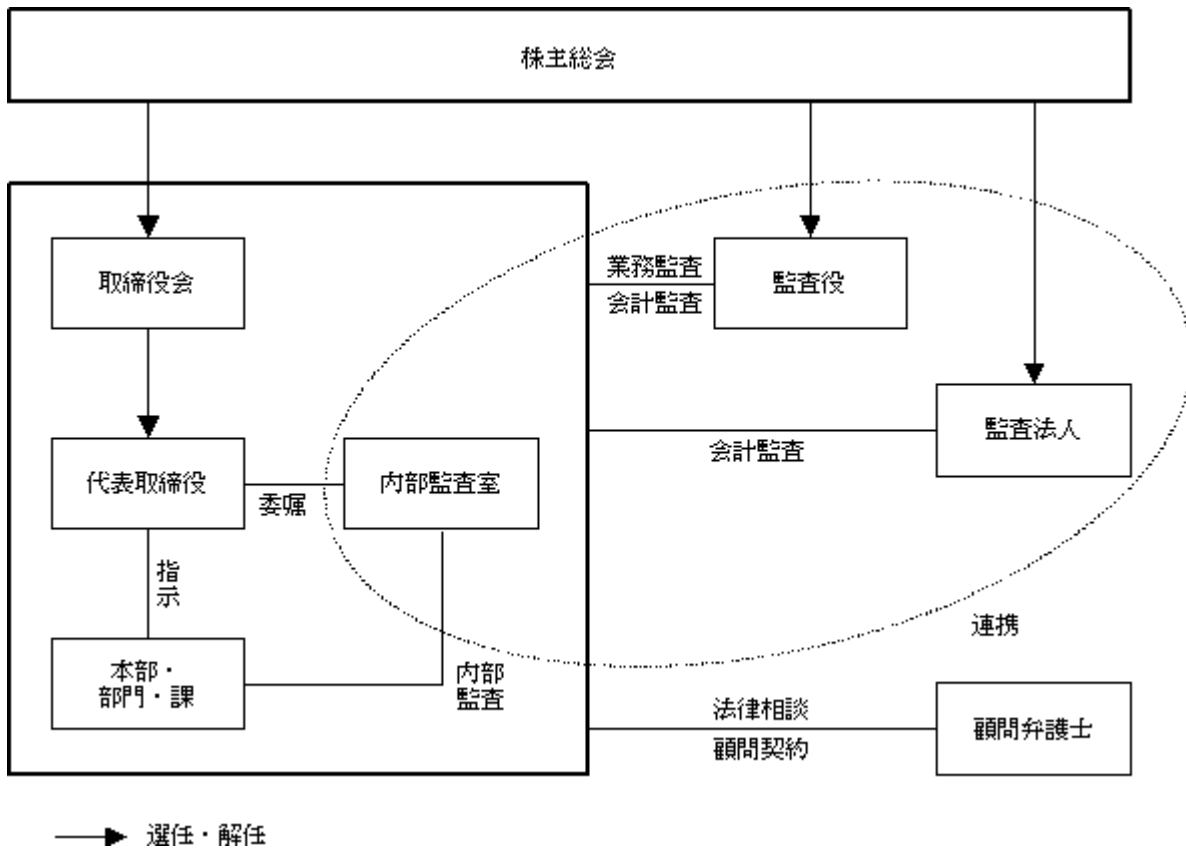 株主総会
取締役会
業務監査
会計監査
監査役
監査法人
会計監査
代表取締役
委嘱
内部監査室
指
示
連携
本部・
部門・課
内部
監査
法律相談
顧問契約
顧問弁護士
選任・解任